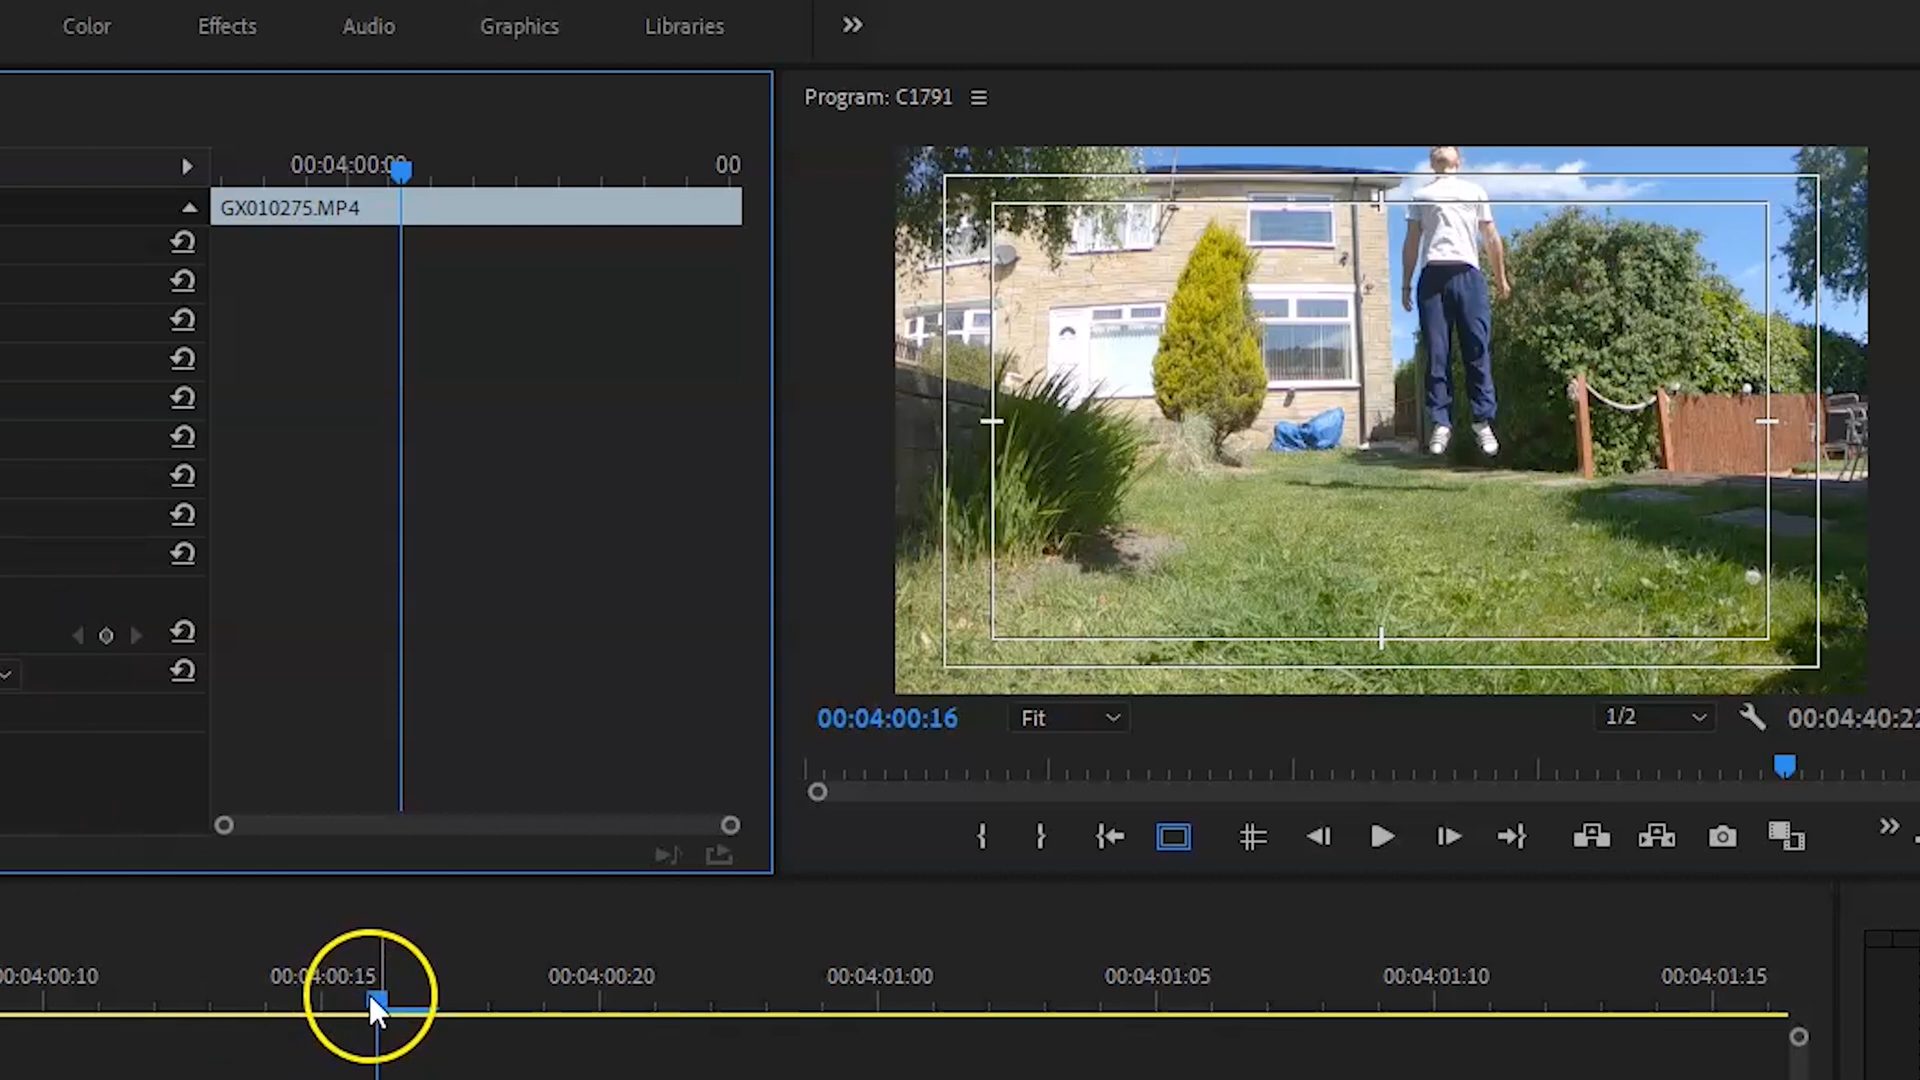 Color Effects Audio Graphics Libraries
Program: C1791
00:04:00:0 00
GX010275.MP4
00:04:00:16 Fit 1/2 00:04:40:22
00:04:00:10 00:04:00:15 00:04:00:20 00:04:01:00 00:04:01:05 00:04:01:10 00:04:01:15